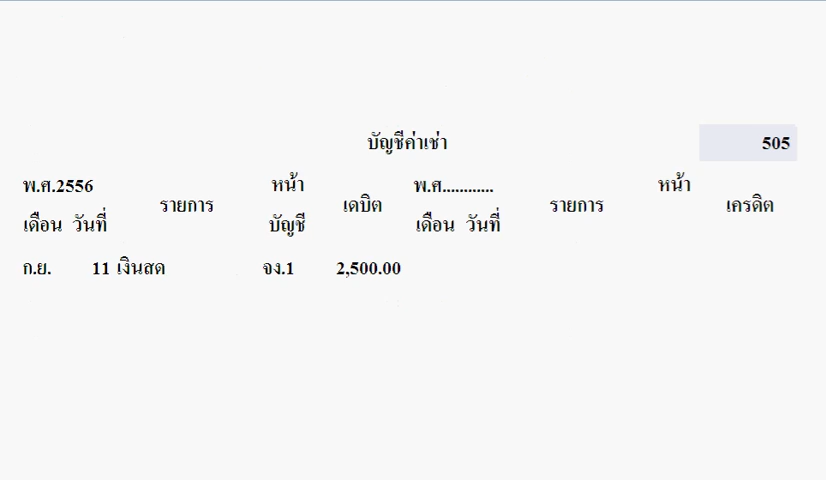 บัญชีค่าเช่า 505
พ.ศ.2556 หน้า พ.ศ............ หน้า
รายการ เดบิต รายการ เครดิต
เดือน วันที่ บัญชี เดือน วันที่
ก.ย. 11 เงินสด จง.1 2,500.00